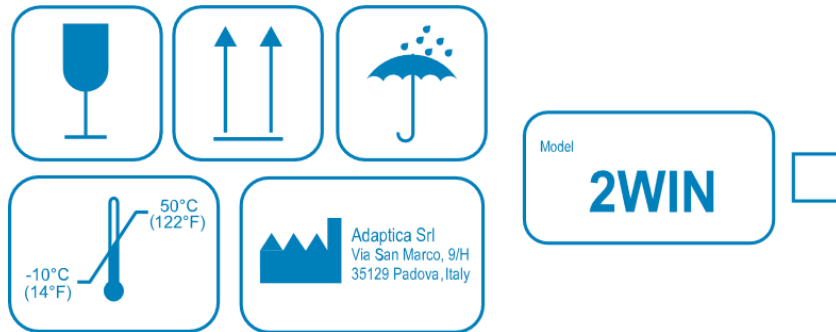 Model
2WIN
50°C
(122°F)
-10°C
(14°F)
Adaptica Srl
Via San Marco, 9/H
35129 Padova, Italy